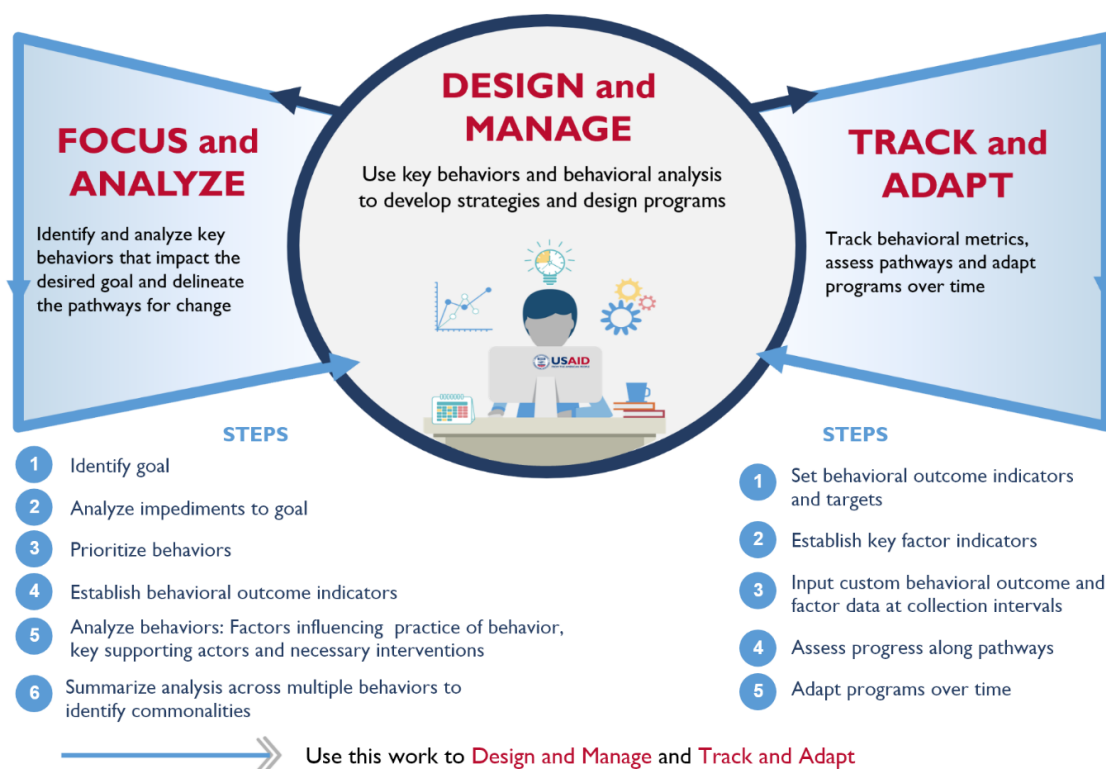 FOCUS and
ANALYZE
Identify and analyze key
behaviors that impact the
desired goal and delineate
the pathways for change
DESIGN and
MANAGE
Use key behaviors and behavioral analysis
to develop strategies and design programs
USAID
TRACK and
ADAPT
Track behavioral metrics,
assess pathways and adapt
programs over time
STEPS
1 Identify goal
2 Analyze impediments to goal
3 Prioritize behaviors
4 Establish behavioral outcome indicators
5 Analyze behaviors: Factors influencing practice of behavior,
key supporting actors and necessary interventions
6 Summarize analysis across multiple behaviors to
identify commonalities
STEPS
1 Set behavioral outcome indicators
and targets
2 Establish key factor indicators
3 Input custom behavioral outcome and
factor data at collection intervals
4 Assess progress along pathways
5 Adapt programs over time
Use this work to Design and Manage and Track and Adapt